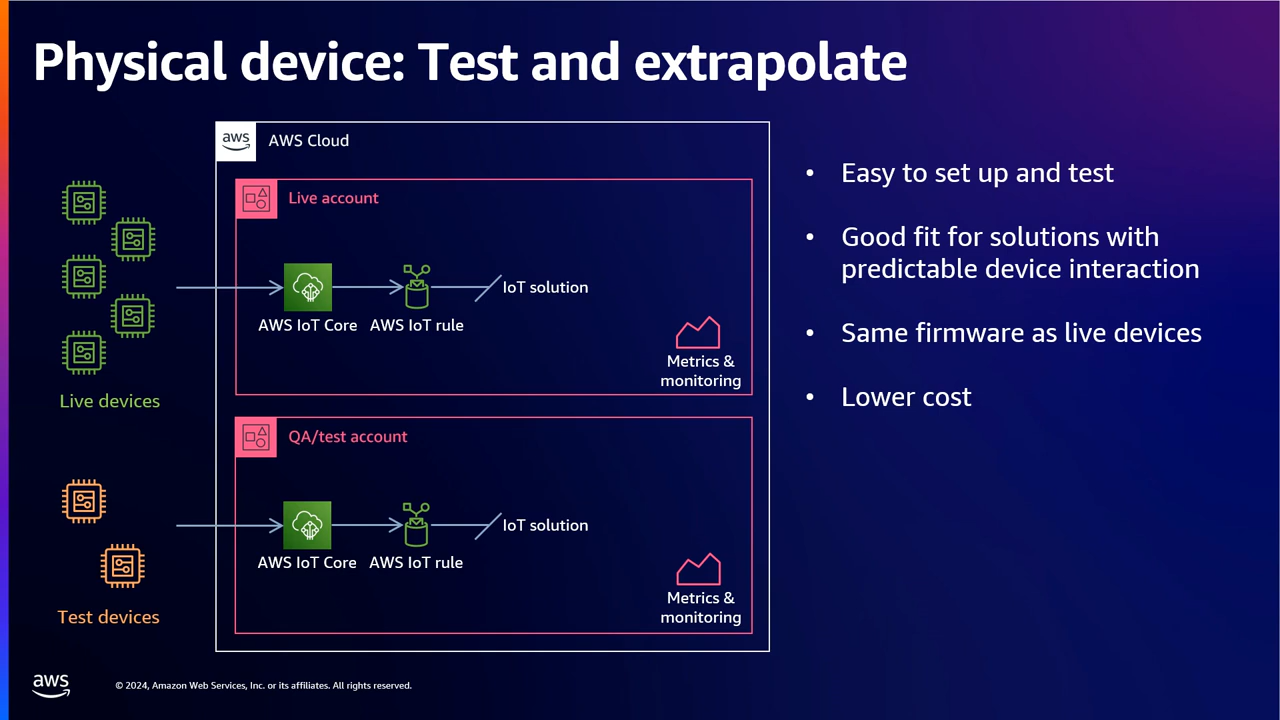 Physical device: Test and extrapolate
aws
AWS Cloud
Live account
AWS IoT Core
AWS IoT rule
IoT solution
Metrics &
monitoring
Live devices
QA/test account
AWS IoT Core
AWS IoT rule
IoT solution
Metrics &
monitoring
Test devices
• Easy to set up and test
• Good fit for solutions with
predictable device interaction
• Same firmware as live devices
• Lower cost
aws
© 2024, Amazon Web Services, Inc. or its affiliates. All rights reserved.